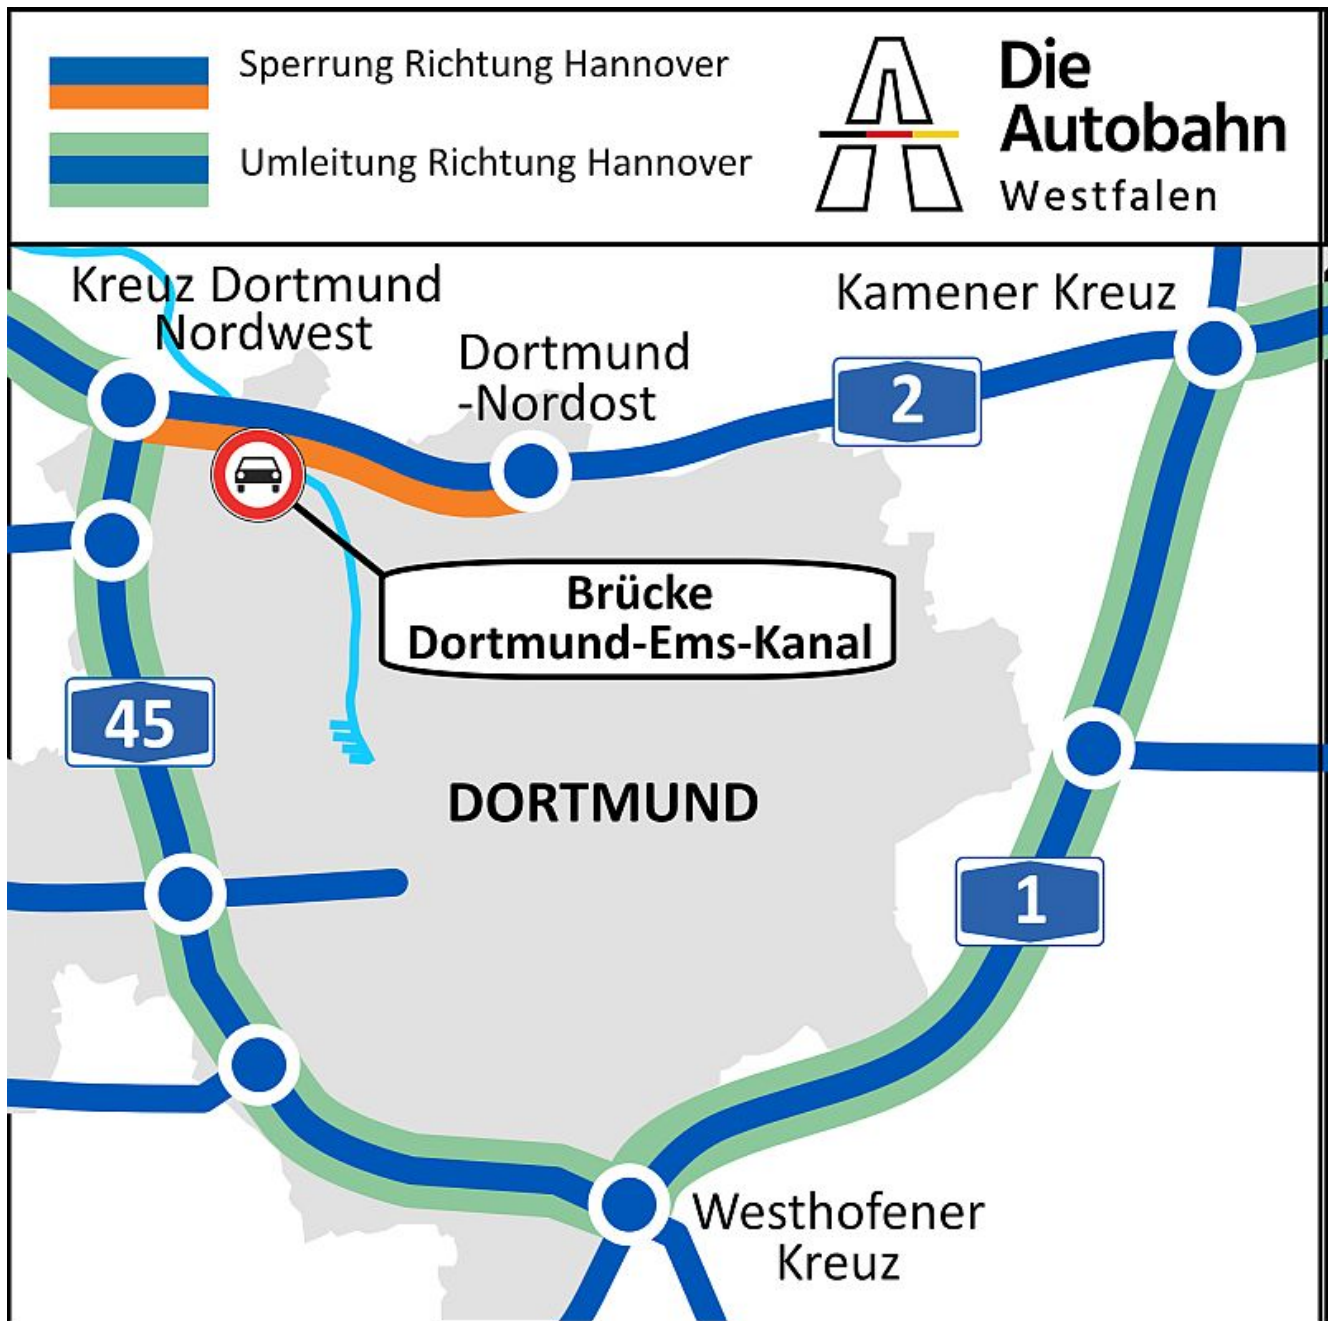 Sperrung Richtung Hannover
Umleitung Richtung Hannover
Die
Autobahn
Westfalen
Kreuz Dortmund
Nordwest
Dortmund
-Nordost
Kamener Kreuz
2
Brücke
Dortmund-Ems-Kanal
45
DORTMUND
1
Westhofener
Kreuz